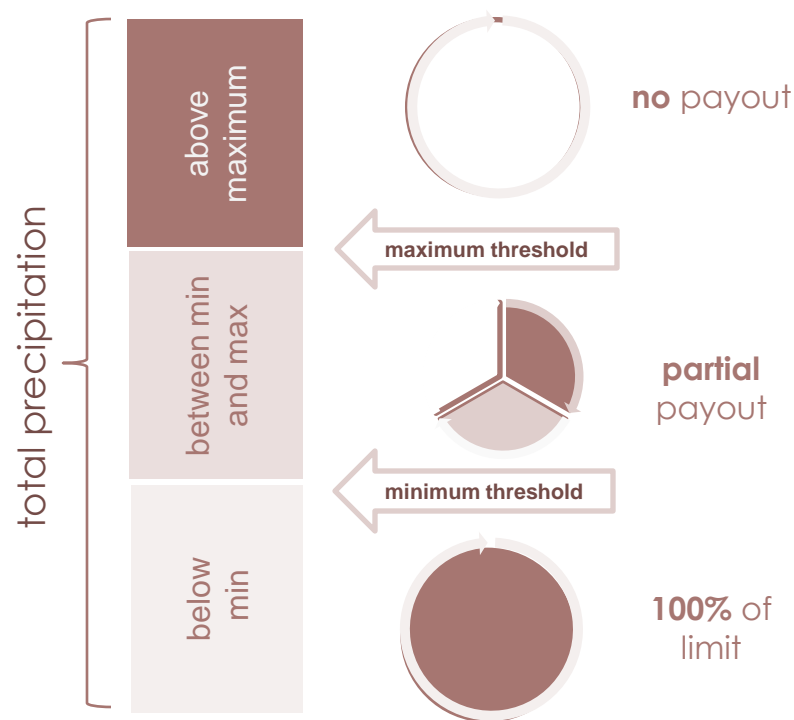 total precipitation
above
maximum
no payout
maximum threshold
between min
and max
partial
payout
minimum threshold
below
min
100% of
limit